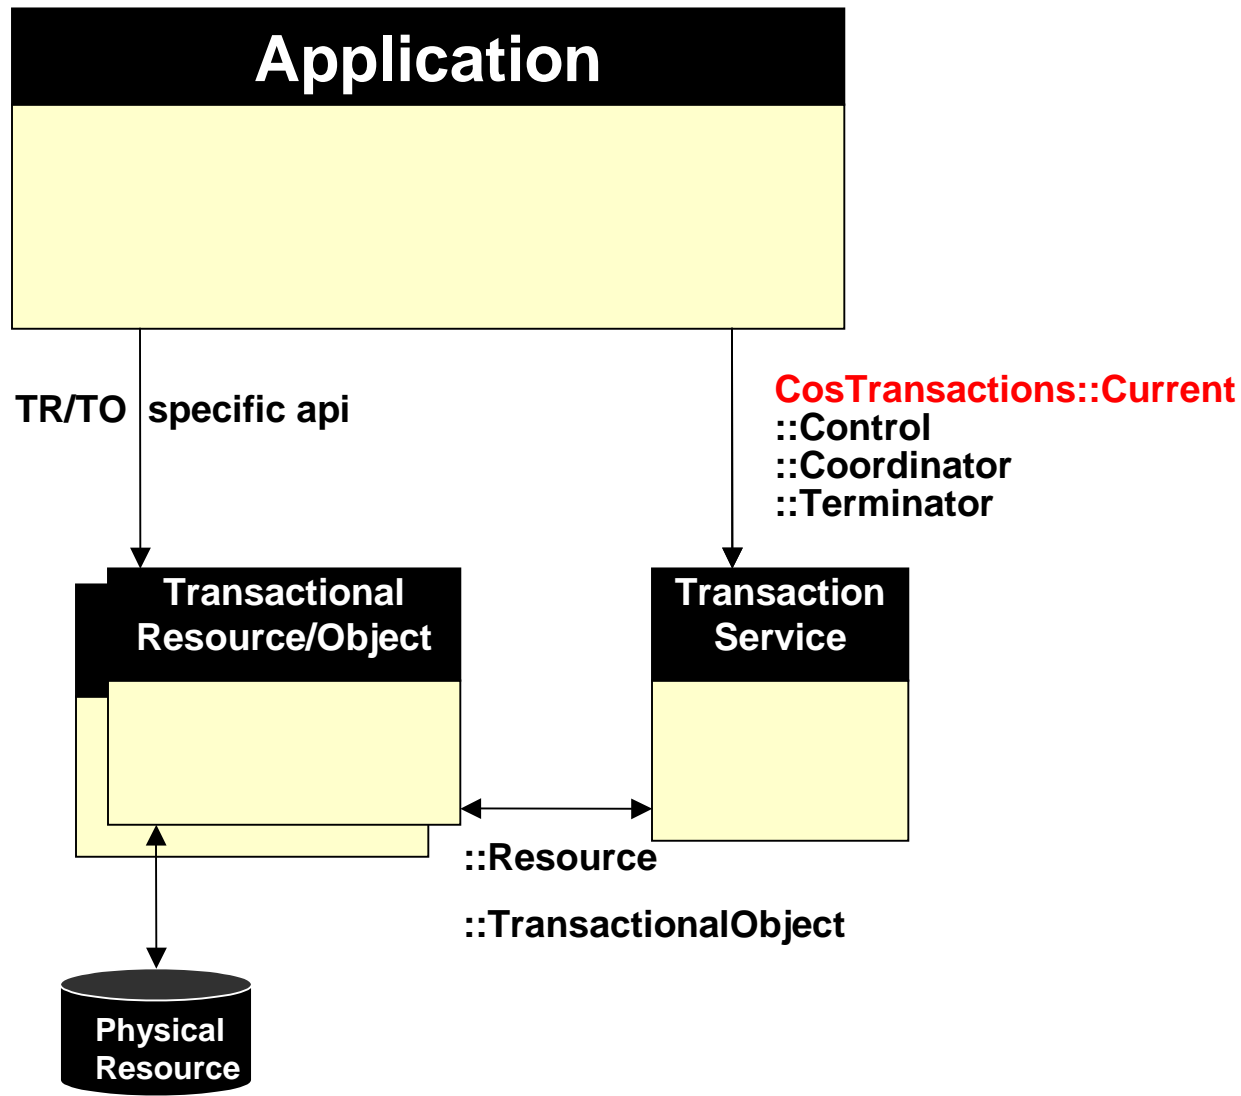 Application
TR/TO specific api
CosTransactions::Current
::Control
::Coordinator
::Terminator
Transactional
Resource/Object
Transaction
Service
::Resource
::TransactionalObject
Physical
Resource